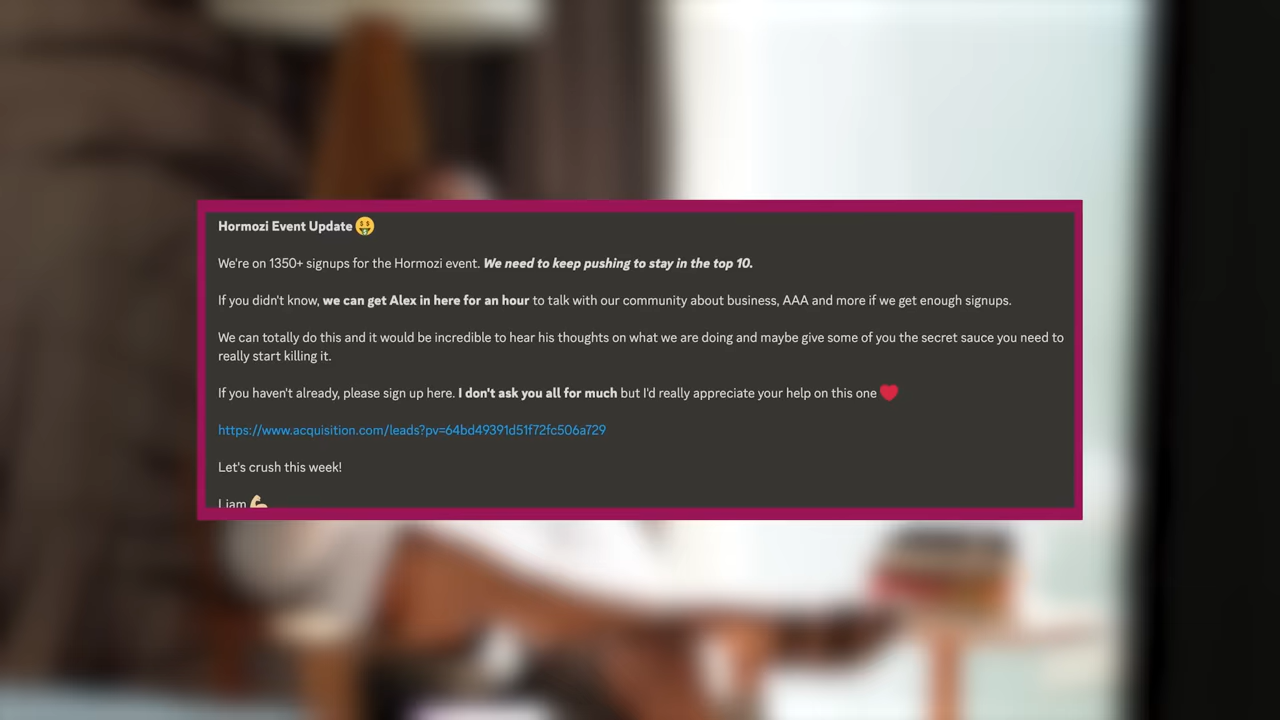 Hormozi Event Update 🤑
We're on 1350+ signups for the Hormozi event. We need to keep pushing to stay in the top 10.
If you didn't know, we can get Alex in here for an hour to talk with our community about business, AAA and more if we get enough signups.
We can totally do this and it would be incredible to hear his thoughts on what we are doing and maybe give some of you the secret sauce you need to
really start killing it.
If you haven't already, please sign up here. I don't ask you all for much but I'd really appreciate your help on this one ❤️
https://www.acquisition.com/leads?pv=64bd49391d51f72fc506a729
Let's crush this week!
Liam 💪